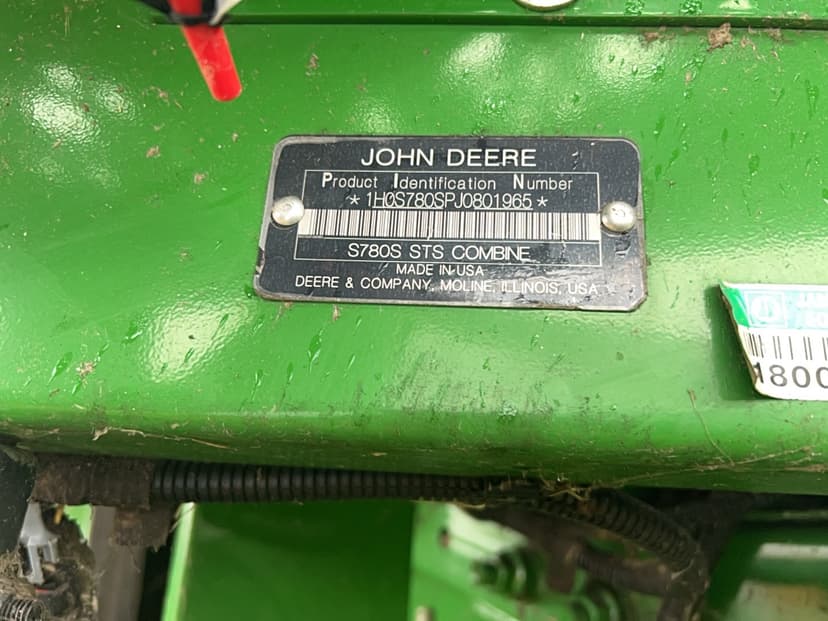 JOHN DEERE
Product Identification Number
*1H0S780SPJ0801965*
S780S STS COMBINE
MADE IN USA
DEERE & COMPANY, MOLINE, ILLINOIS, USA
1800